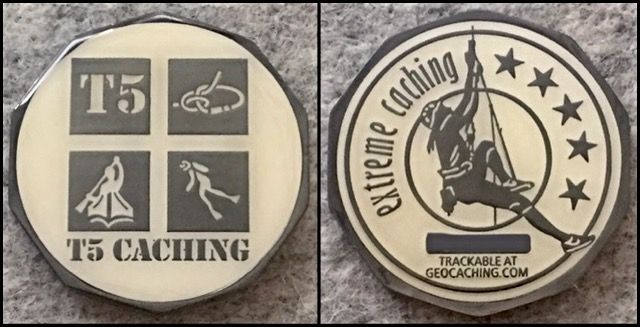 T5
T5 CACHING
extreme caching
TRACKABLE AT
GEOCACHING.COM